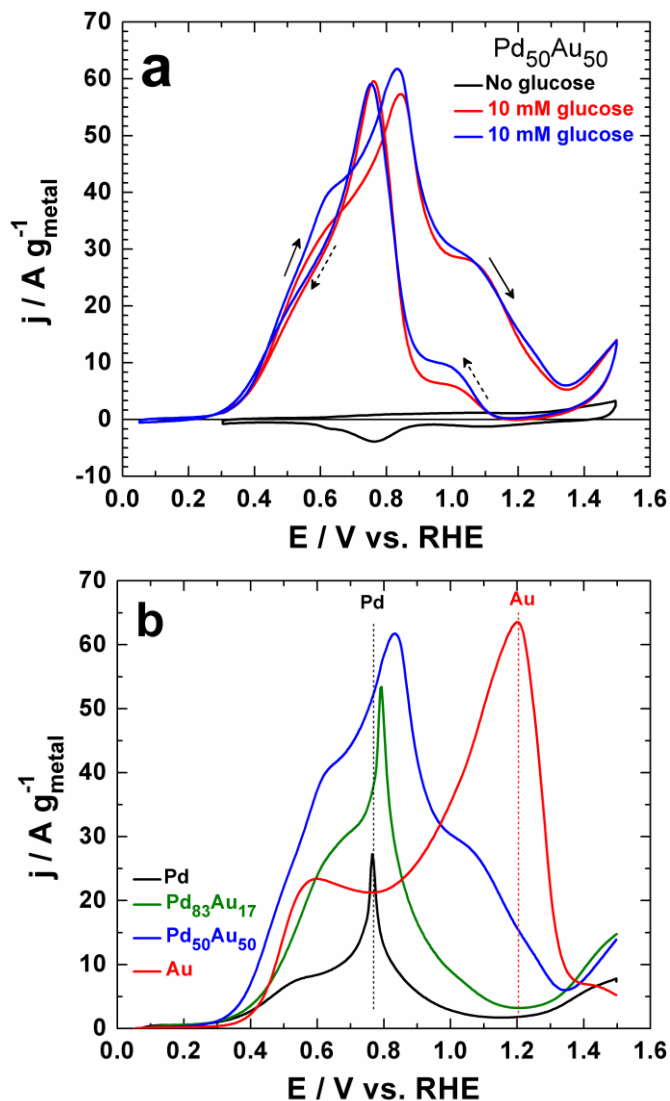 a
Pd50Au50
No glucose
10 mM glucose
10 mM glucose
j / A g-1metal
70
60
50
40
30
20
10
0
-10
0.0 0.2 0.4 0.6 0.8 1.0 1.2 1.4 1.6
E / V vs. RHE
b
Pd Au
Pd
Pd83Au17
Pd50Au50
Au
j / A g-1metal
70
60
50
40
30
20
10
0
0.0 0.2 0.4 0.6 0.8 1.0 1.2 1.4 1.6
E / V vs. RHE